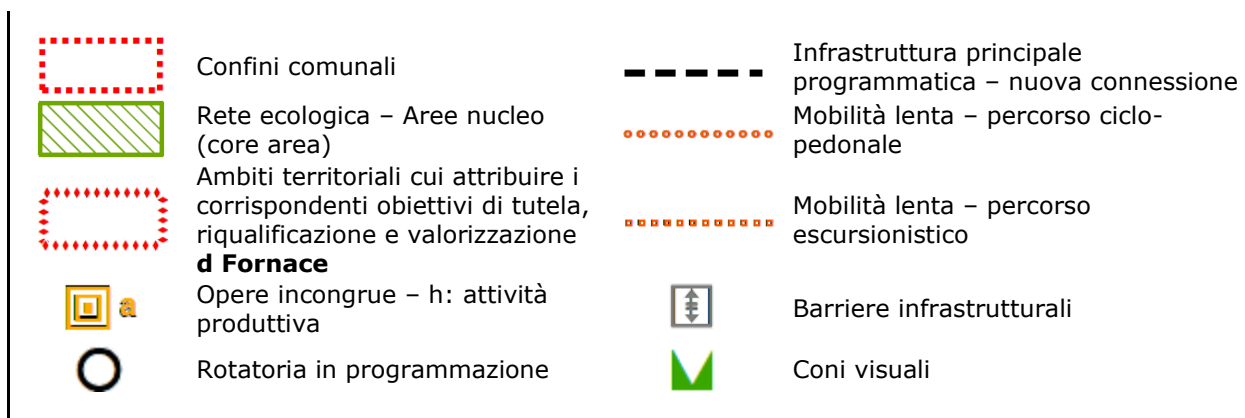 Confini comunali
Infrastruttura principale
programmatica – nuova connessione
Rete ecologica – Aree nucleo
(core area)
Mobilità lenta – percorso ciclo-
pedonale
Ambiti territoriali cui attribuire i
corrispondenti obiettivi di tutela,
riqualificazione e valorizzazione
d Fornace
Mobilità lenta – percorso
escursionistico
a
Opere incongrue – h: attività
produttiva
Barriere infrastrutturali
Rotatoria in programmazione
Coni visuali